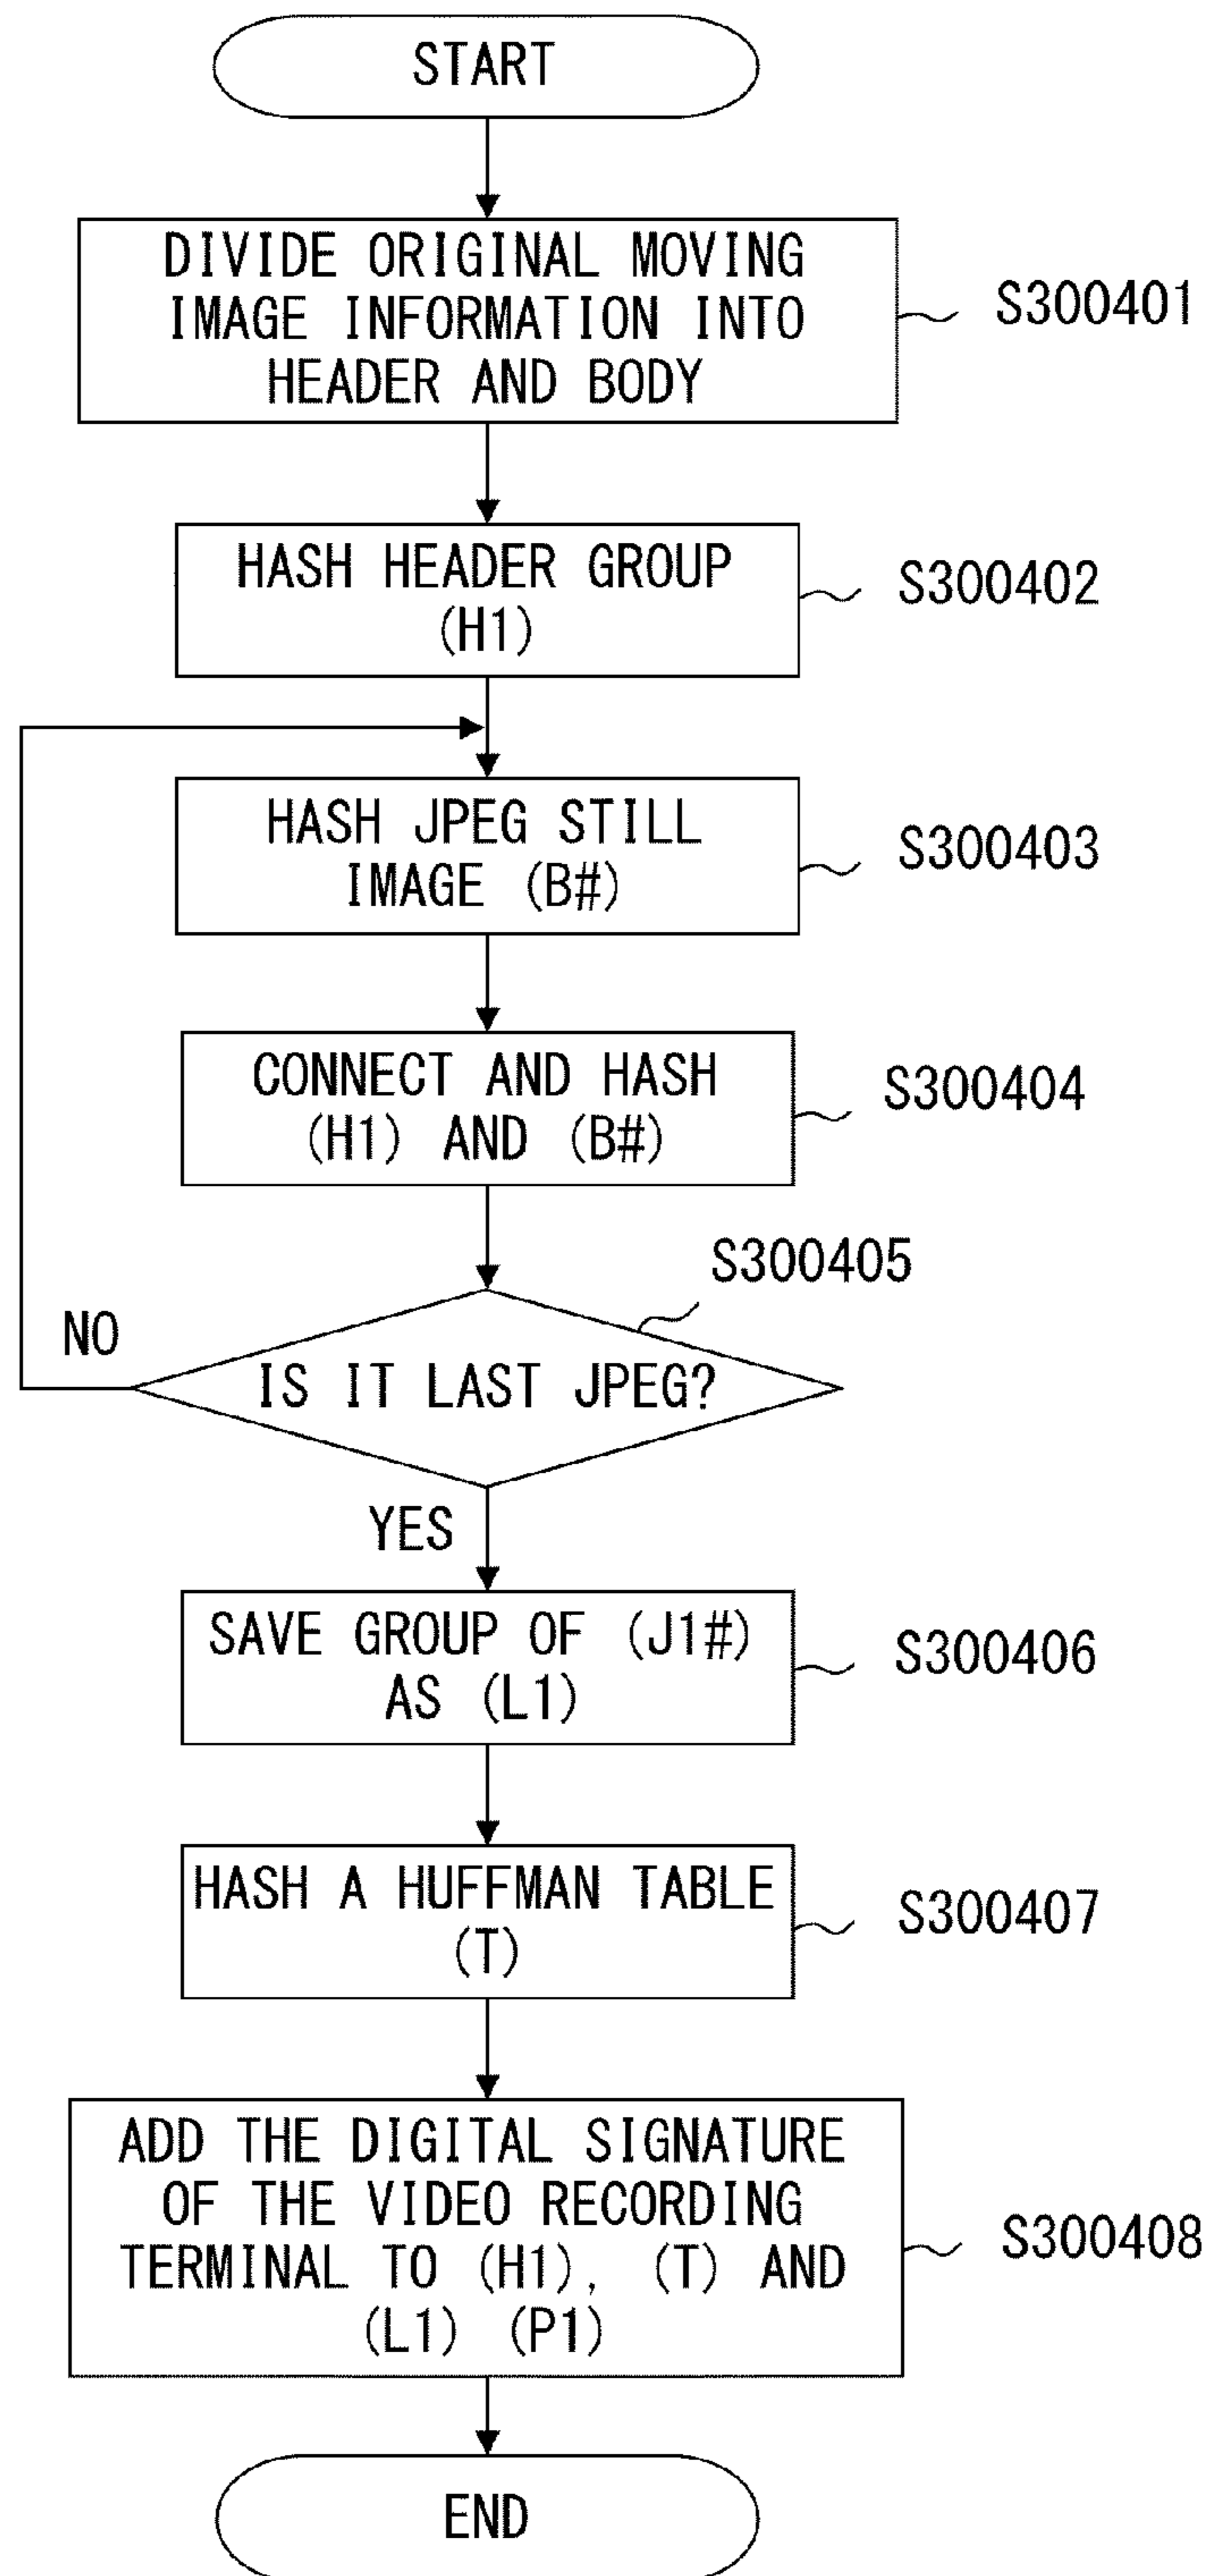 START
DIVIDE ORIGINAL MOVING
IMAGE INFORMATION INTO
HEADER AND BODY
S300401
HASH HEADER GROUP
(H1)
S300402
HASH JPEG STILL
IMAGE (B#)
S300403
CONNECT AND HASH
(H1) AND (B#)
S300404
S300405
NO
IS IT LAST JPEG?
YES
SAVE GROUP OF (J1#)
AS (L1)
S300406
HASH A HUFFMAN TABLE
(T)
S300407
ADD THE DIGITAL SIGNATURE
OF THE VIDEO RECORDING
TERMINAL TO (H1), (T) AND
(L1) (P1)
S300408
END